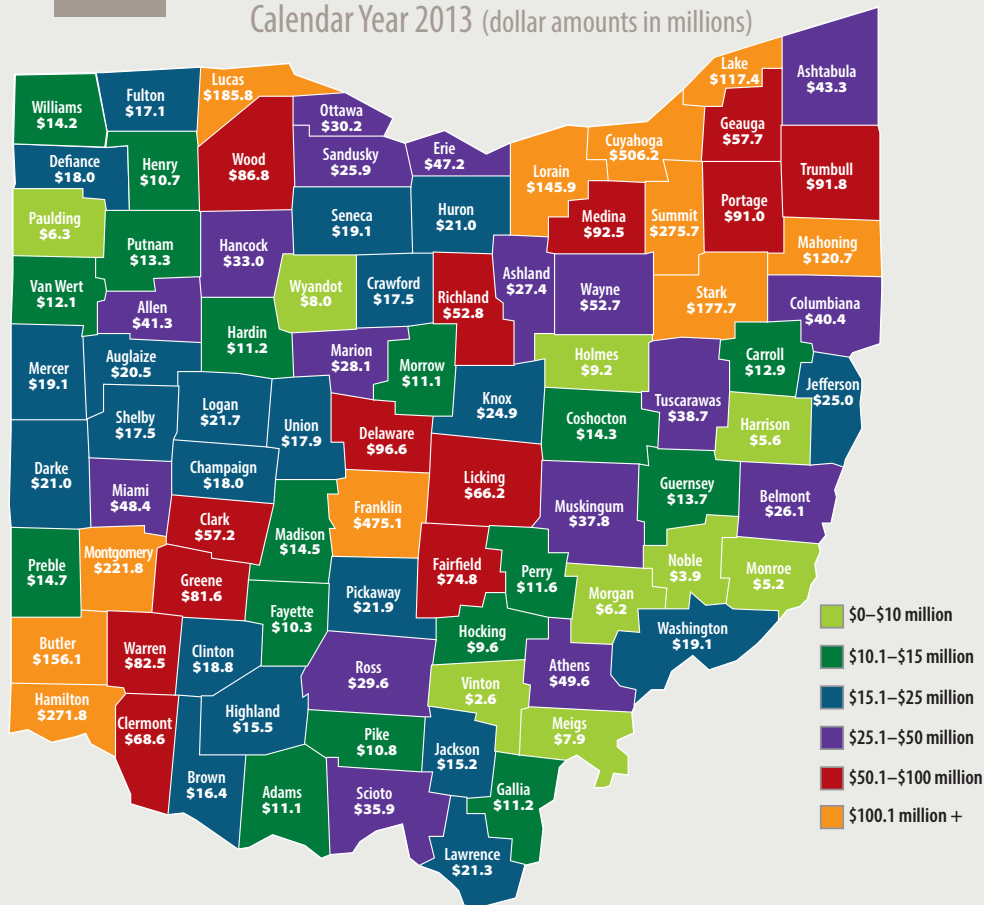 Calendar Year 2013 (dollar amounts in millions)
Williams
$14.2
Fulton
$17.1
Lucas
$185.8
Ottawa
$30.2
Lake
$117.4
Ashtabula
$43.3
Defiance
$18.0
Henry
$10.7
Wood
$86.8
Sandusky
$25.9
Erie
$47.2
Lorain
$145.9
Cuyahoga
$506.2
Geauga
$57.7
Trumbull
$91.8
Paulding
$6.3
Putnam
$13.3
Hancock
$33.0
Seneca
$19.1
Huron
$21.0
Medina
$92.5
Summit
$275.7
Portage
$91.0
Mahoning
$120.7
Van Wert
$12.1
Allen
$41.3
Hardin
$11.2
Wyandot
$8.0
Crawford
$17.5
Richland
$52.8
Ashland
$27.4
Wayne
$52.7
Stark
$177.7
Columbiana
$40.4
Mercer
$19.1
Auglaize
$20.5
Marion
$28.1
Morrow
$11.1
Holmes
$9.2
Carroll
$12.9
Jefferson
$25.0
Shelby
$17.5
Logan
$21.7
Union
$17.9
Knox
$24.9
Coshocton
$14.3
Tuscarawas
$38.7
Harrison
$5.6
Darke
$21.0
Miami
$48.4
Champaign
$18.0
Delaware
$96.6
Licking
$66.2
Muskingum
$37.8
Guernsey
$13.7
Belmont
$26.1
Preble
$14.7
Montgomery
$221.8
Clark
$57.2
Madison
$14.5
Franklin
$475.1
Greene
$81.6
Fairfield
$74.8
Perry
$11.6
Morgan
$6.2
Noble
$3.9
Monroe
$5.2
Fayette
$10.3
Pickaway
$21.9
Hocking
$9.6
Washington
$19.1
Butler
$156.1
Warren
$82.5
Clinton
$18.8
Ross
$29.6
Vinton
$2.6
Athens
$49.6
Hamilton
$271.8
Clermont
$68.6
Highland
$15.5
Pike
$10.8
Jackson
$15.2
Meigs
$7.9
Brown
$16.4
Adams
$11.1
Scioto
$35.9
Gallia
$11.2
Lawrence
$21.3
$0–$10 million
$10.1–$15 million
$15.1–$25 million
$25.1–$50 million
$50.1–$100 million
$100.1 million +